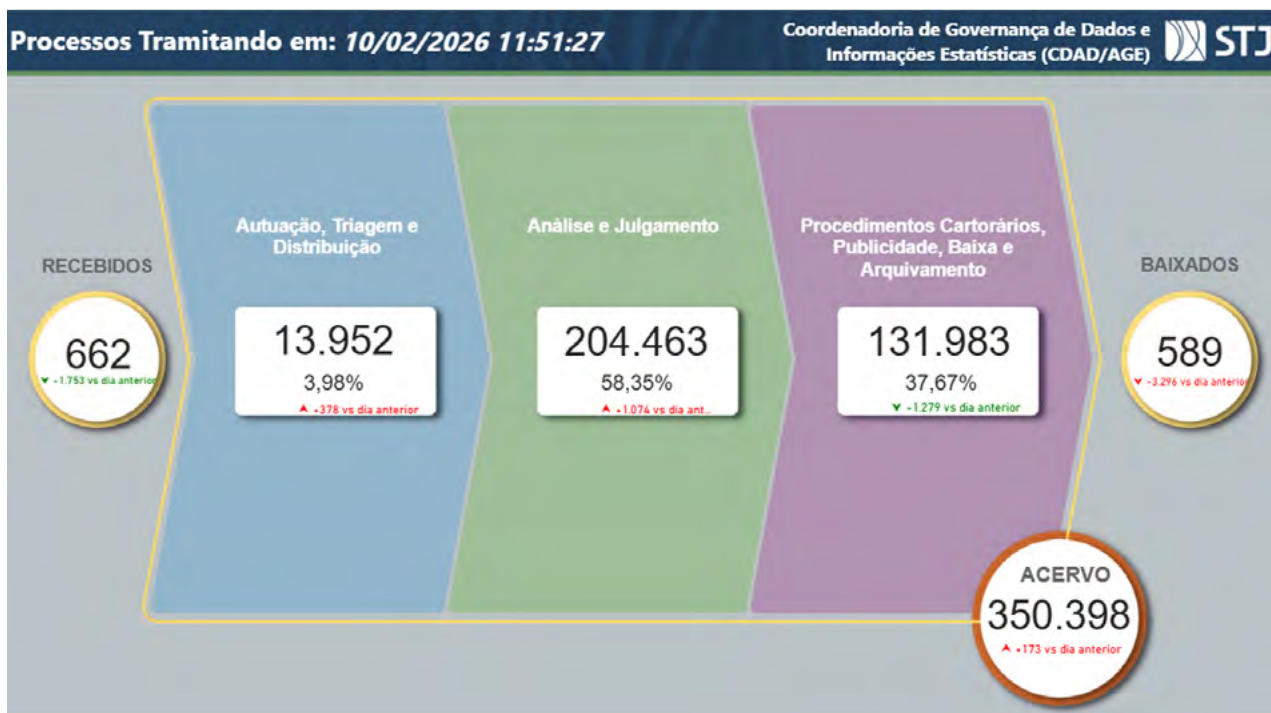 Processos Tramitando em: 10/02/2026 11:51:27
Coordenadoria de Governança de Dados e
Informações Estatísticas (CDAD/AGE)
STJ
RECEBIDOS
662
-1.753 vs dia anterior
Autuação, Triagem e
Distribuição
13.952
3,98%
+378 vs dia anterior
Análise e Julgamento
204.463
58,35%
+1.074 vs dia ant...
Procedimentos Cartorários,
Publicidade, Baixa e
Arquivamento
131.983
37,67%
-1.279 vs dia anterior
BAIXADOS
589
-3.296 vs dia anterior
ACERVO
350.398
+173 vs dia anterior